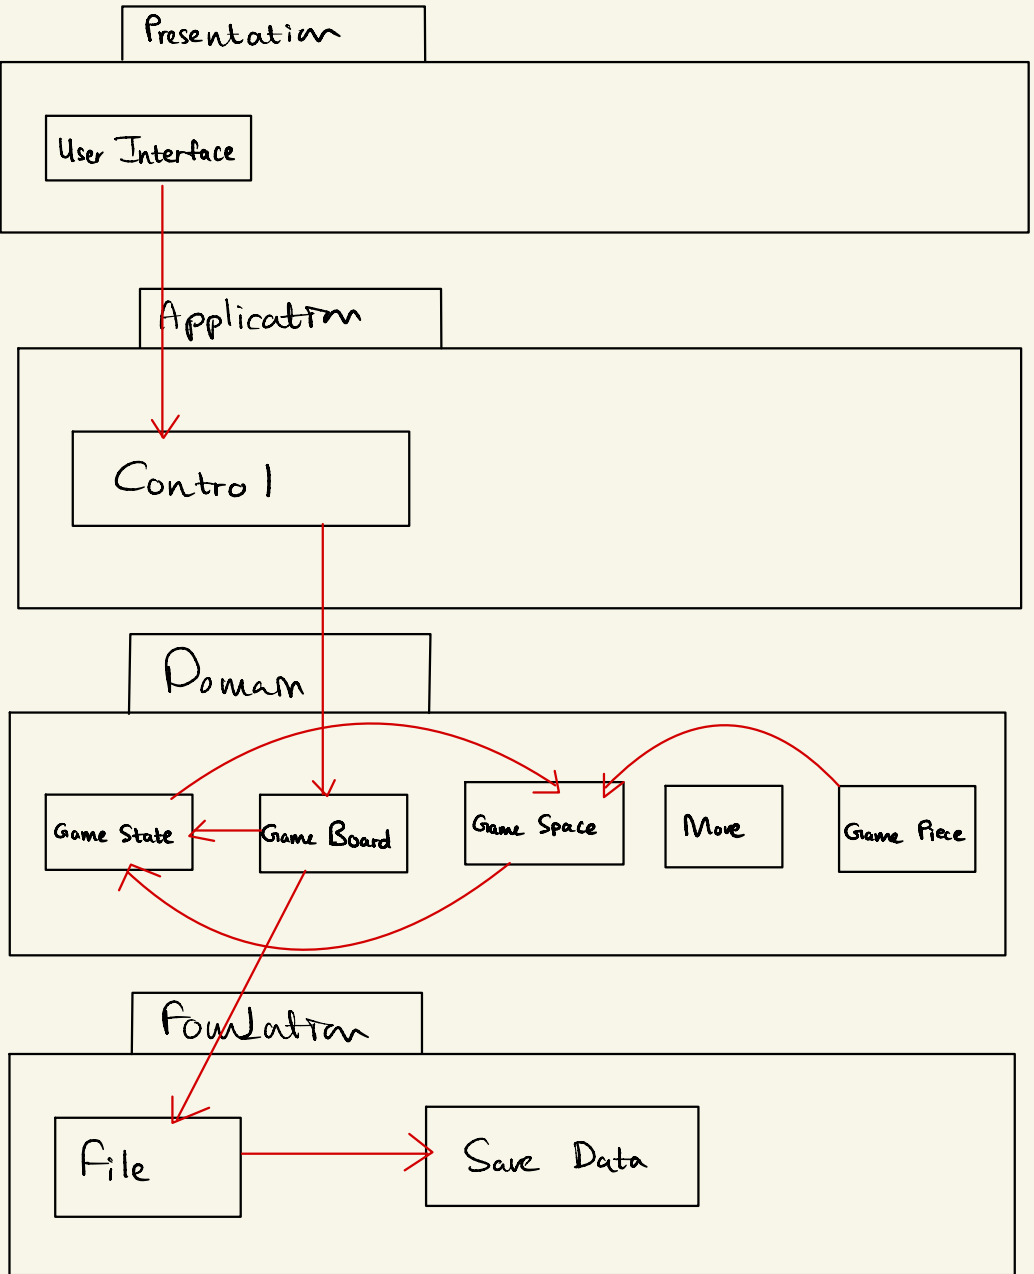 Presentation
User Interface
Application
Control
Domain
Game State
Game Board
Game Space
Move
Game Piece
Foundation
File
Save Data